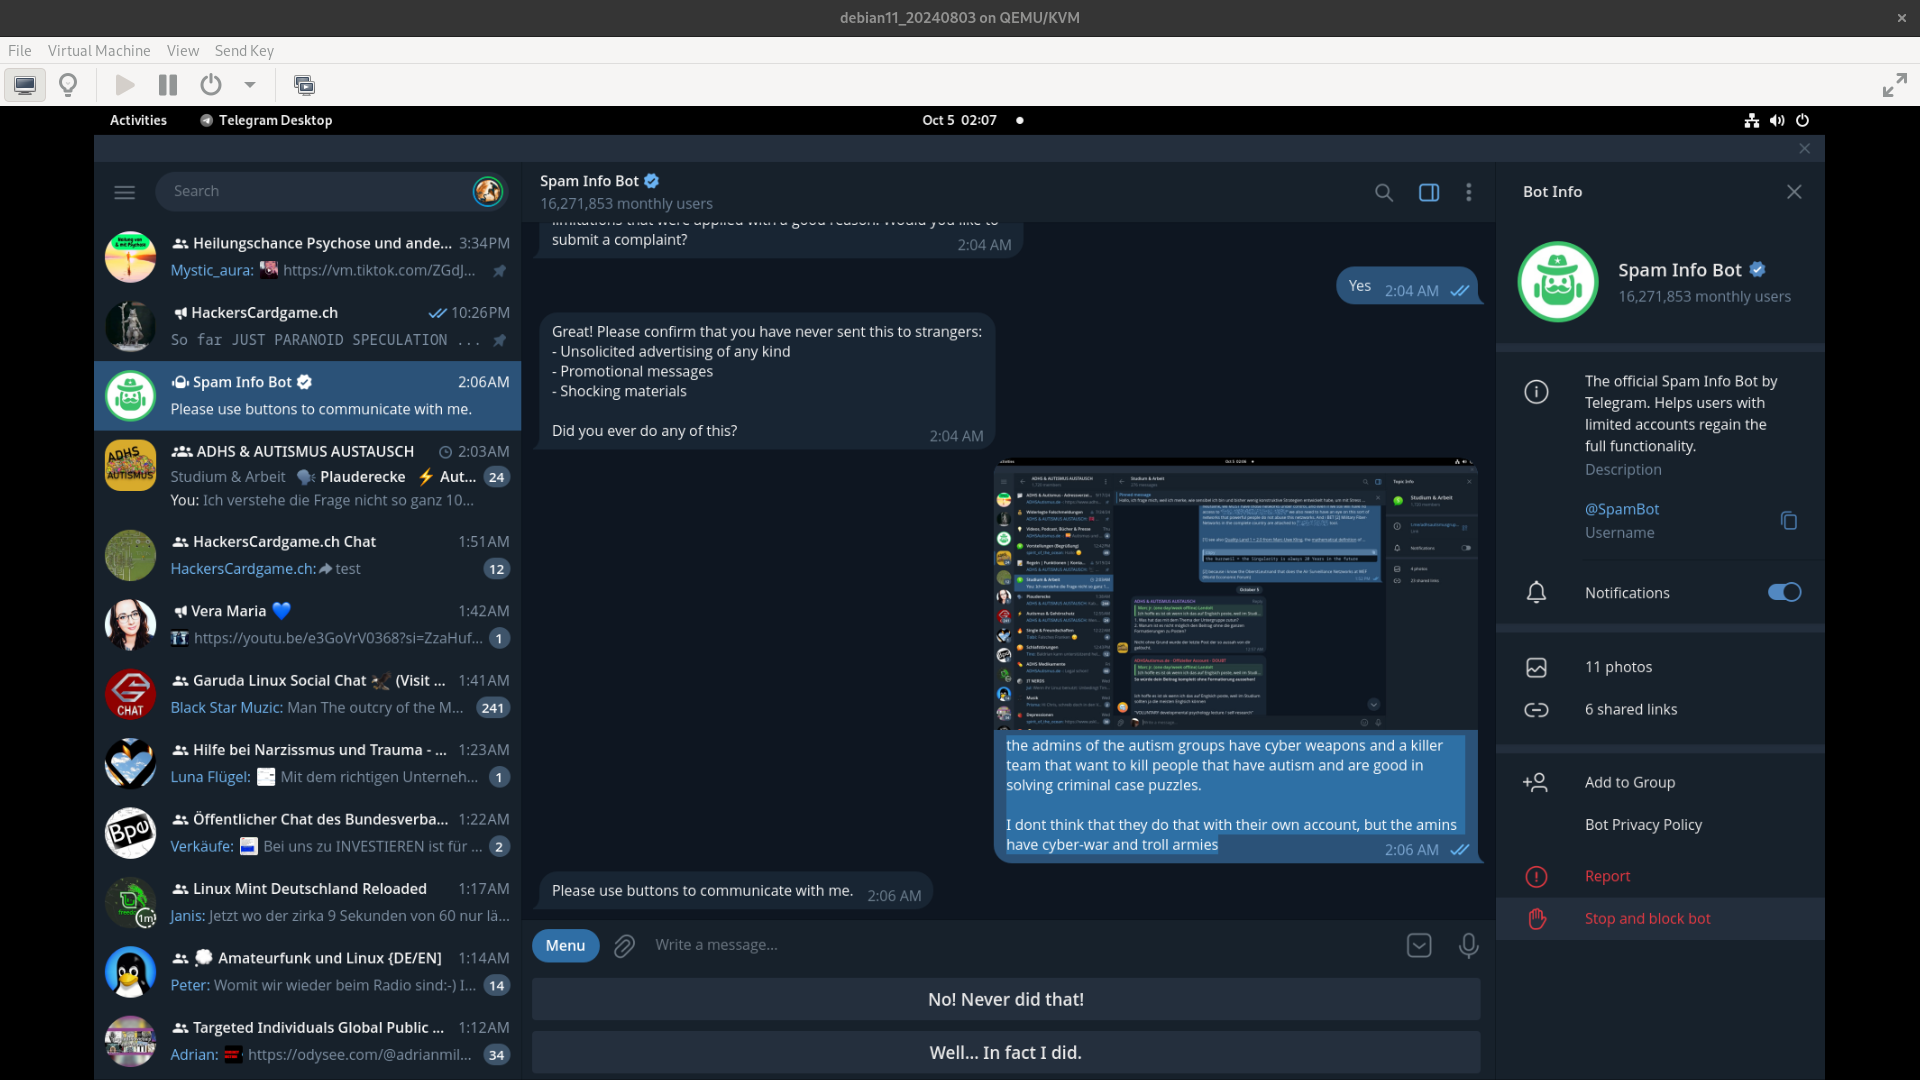 debian11_20240803 on QEMU/KVM
File Virtual Machine View Send Key
Activities Telegram Desktop Oct 5 02:07
Search
Heilungschance Psychose und ande... 3:34PM
Mystic_aura: https://vm.tiktok.com/ZGdJ...
HackersCardgame.ch 10:26PM
So far JUST PARANOID SPECULATION ...
Spam Info Bot 2:06AM
Please use buttons to communicate with me.
ADHS & AUTISMUS AUSTAUSCH 2:03AM
Studium & Arbeit Plauderecke Aut... 24
You: Ich verstehe die Frage nicht so ganz 10...
HackersCardgame.ch Chat 1:51AM
HackersCardgame.ch: test 12
Vera Maria 1:42AM
https://youtu.be/e3GoVrV0368?si=ZzaHuf... 1
Garuda Linux Social Chat (Visit ... 1:41AM
Black Star Muzic: Man The outcry of the M... 241
CHAT
Hilfe bei Narzissmus und Trauma - ... 1:23AM
Luna Flügel: Mit dem richtigen Unterneh... 1
Öffentlicher Chat des Bundesverba... 1:22AM
Verkäufe: Bei uns zu INVESTIEREN ist für ... 2
Linux Mint Deutschland Reloaded 1:17AM
Janis: Jetzt wo der zirka 9 Sekunden von 60 nur lä...
1m
Amateurfunk und Linux {DE/EN] 1:14AM
Peter: Womit wir wieder beim Radio sind:-) I... 14
Targeted Individuals Global Public ... 1:12AM
Adrian: https://odysee.com/@adrianmil... 34
Spam Info Bot
16,271,853 monthly users
submit a complaint? 2:04 AM
Yes 2:04 AM
Great! Please confirm that you have never sent this to strangers:
- Unsolicited advertising of any kind
- Promotional messages
- Shocking materials
Did you ever do any of this? 2:04 AM
the admins of the autism groups have cyber weapons and a killer
team that want to kill people that have autism and are good in
solving criminal case puzzles.
I dont think that they do that with their own account, but the amins
have cyber-war and troll armies 2:06 AM
Please use buttons to communicate with me. 2:06 AM
Menu Write a message...
No! Never did that!
Well... In fact I did.
Bot Info
Spam Info Bot
16,271,853 monthly users
The official Spam Info Bot by
Telegram. Helps users with
limited accounts regain the
full functionality.
Description
@SpamBot
Username
Notifications
11 photos
6 shared links
Add to Group
Bot Privacy Policy
Report
Stop and block bot